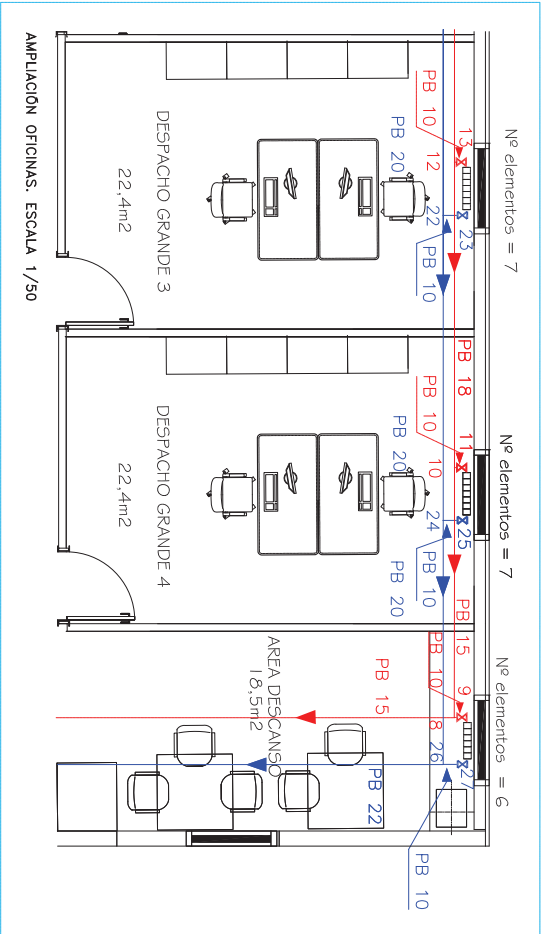 Nº elementos = 7
Nº elementos = 7
Nº elementos = 6
13
23
11
25
9
27
PB 10
12
PB 20
22
PB 10
PB 18
PB 10
10
PB 20
24
PB 10
PB 20
PB 15
PB 10
8
26
PB 15
PB 22
PB 10
DESPACHO GRANDE 3
22,4m2
DESPACHO GRANDE 4
22,4m2
AREA DESCANSO
18,5m2
AMPLIACIÓN OFICINAS. ESCALA 1/50